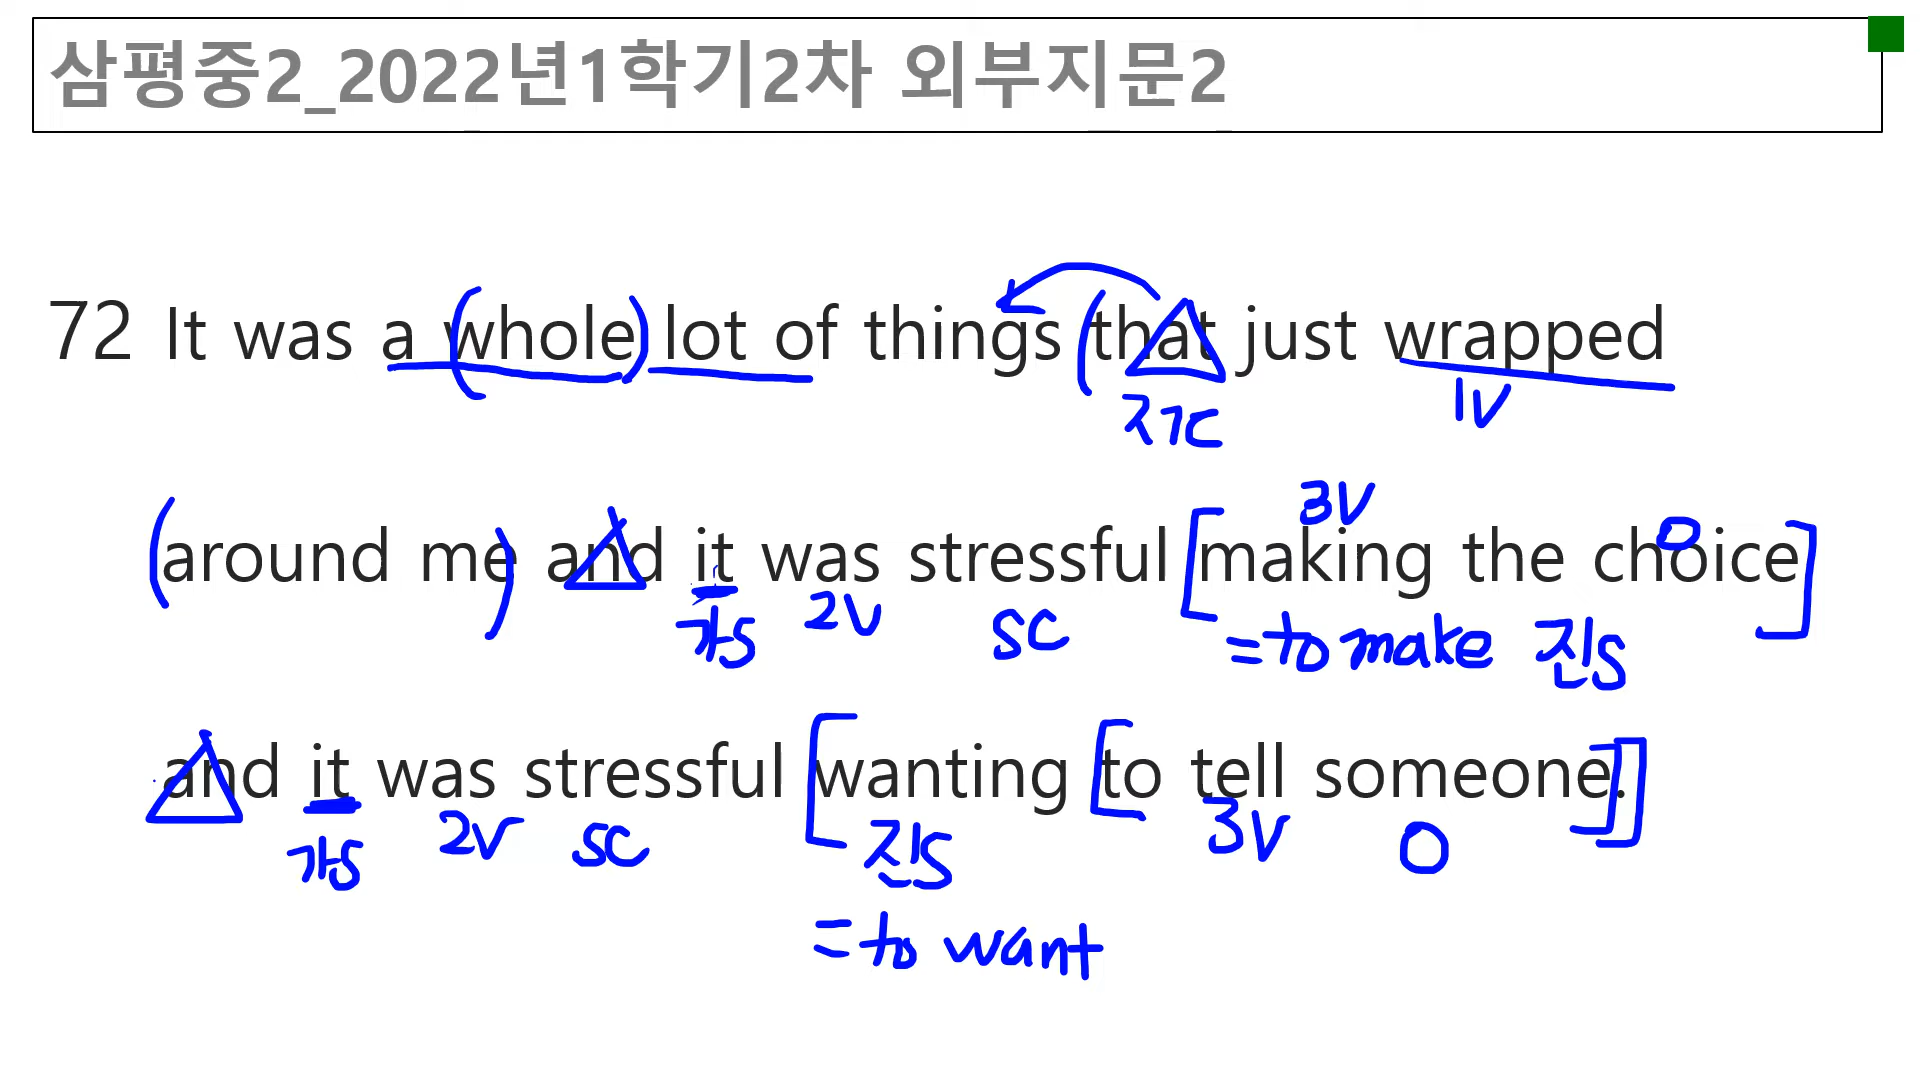 삼평중2_2022년1학기2차 외부지문2
72 It was a whole lot of things that just wrapped
주관대
1V
3V O
around me and it was stressful making the choice
가S 2V SC =to make 진S
and it was stressful wanting to tell someone.
가S 2V SC 진S 3V O
=to want